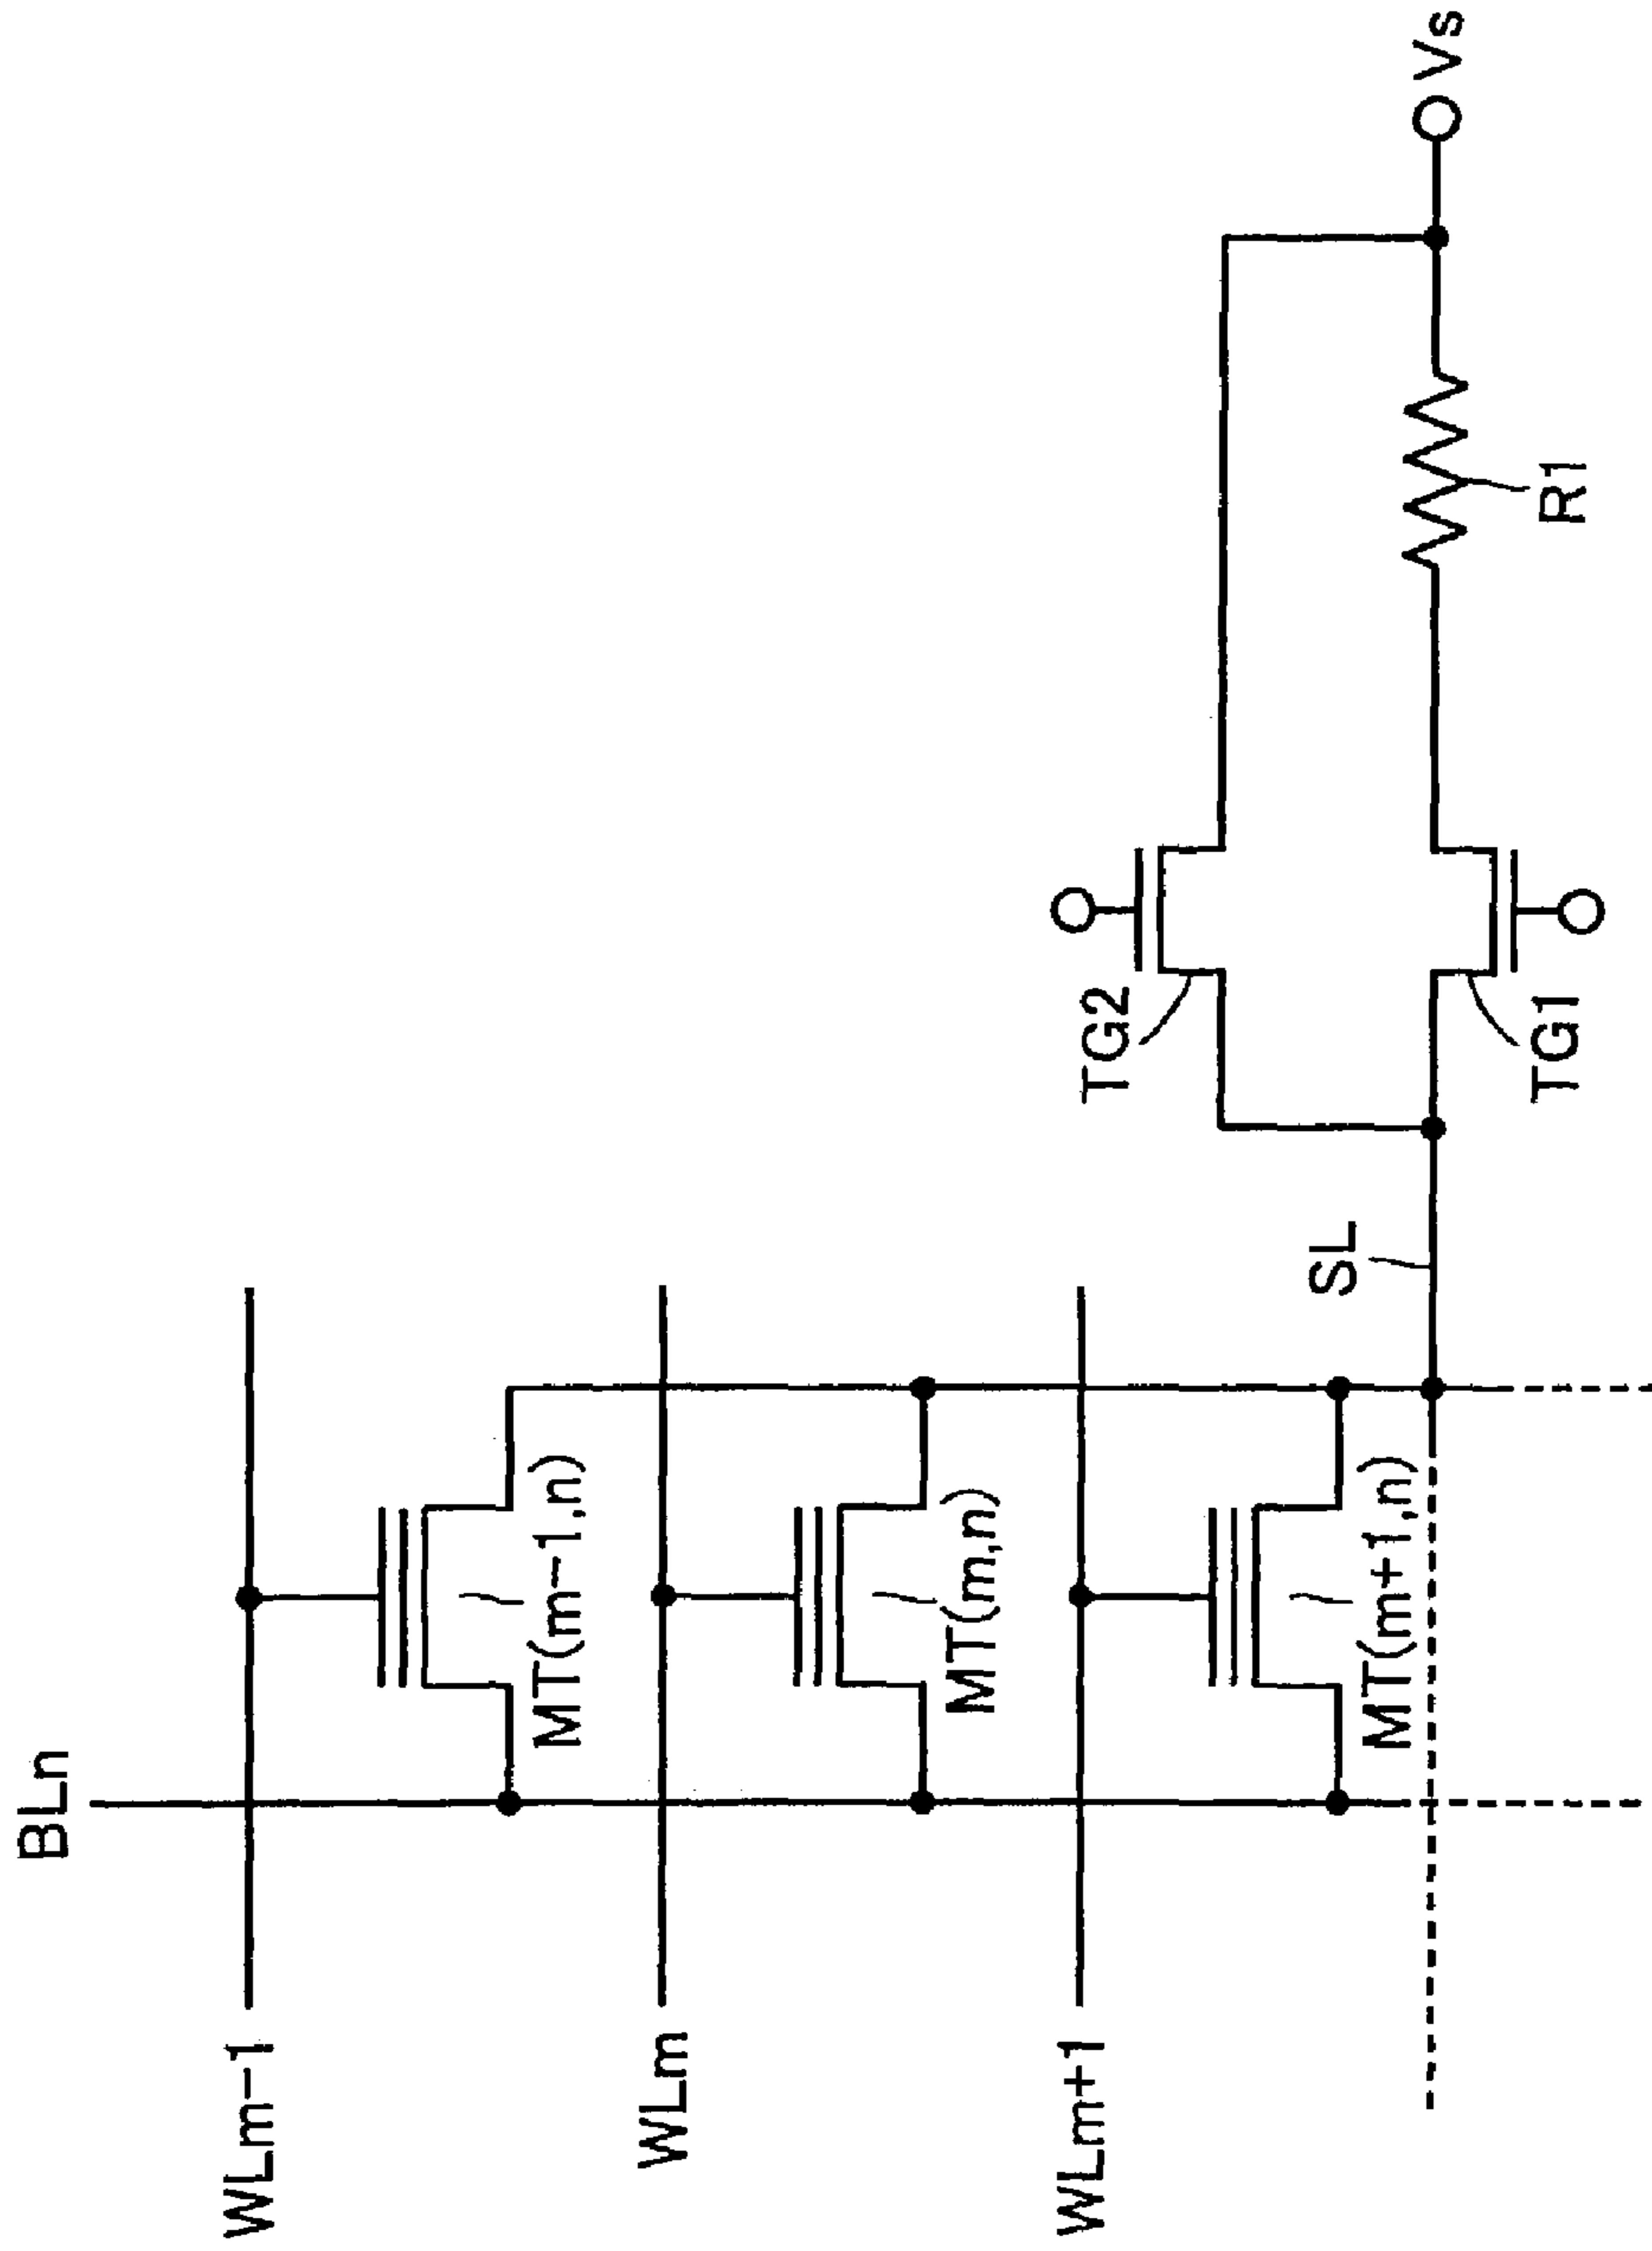 BLn
WLm-1
MT(m-1,n)
WLm
MT(m,n)
WLm+1
MT(m+1,n)
SL
TG2
TG1
R1
Vs